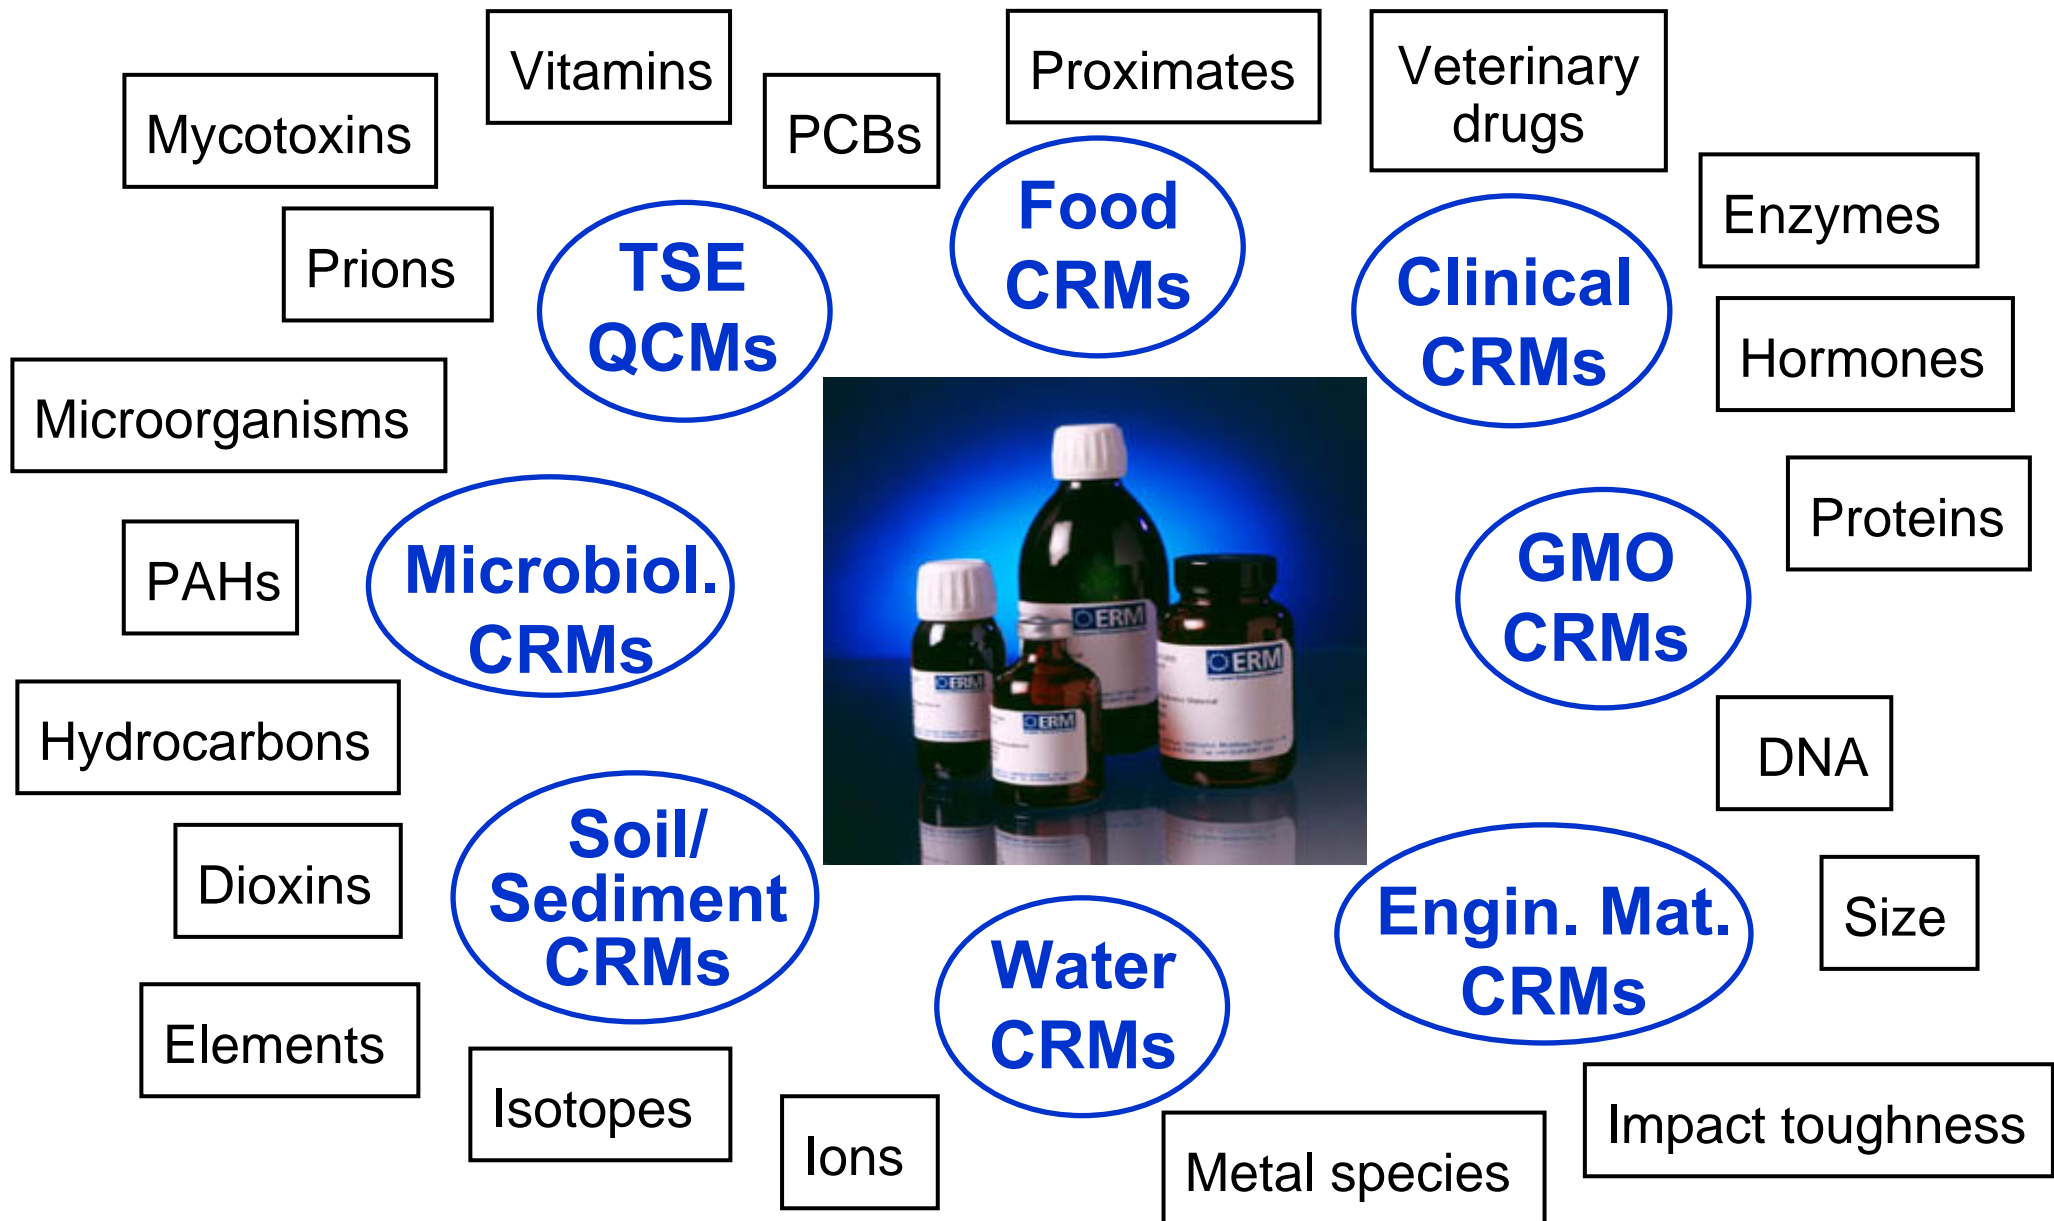 Vitamins
Proximates
Veterinary
drugs
Mycotoxins
PCBs
Enzymes
Prions
TSE
QCMs
Food
CRMs
Clinical
CRMs
Hormones
Microorganisms
Proteins
PAHs
Microbiol.
CRMs
GMO
CRMs
ERM
ERM
ERM
ERM
Hydrocarbons
DNA
Dioxins
Soil/
Sediment
CRMs
Water
CRMs
Engin. Mat.
CRMs
Size
Elements
Isotopes
Ions
Metal species
Impact toughness